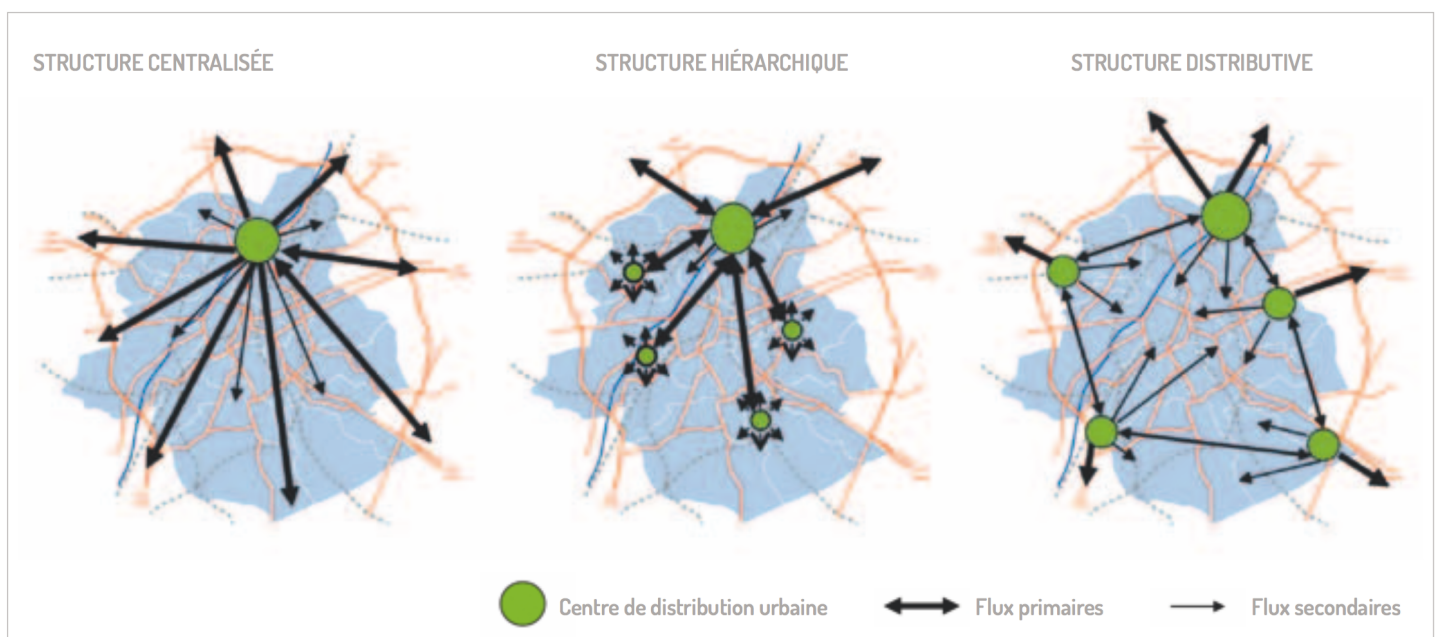 STRUCTURE CENTRALISÉE
STRUCTURE HIÉRARCHIQUE
STRUCTURE DISTRIBUTIVE
Centre de distribution urbaine
Flux primaires
Flux secondaires